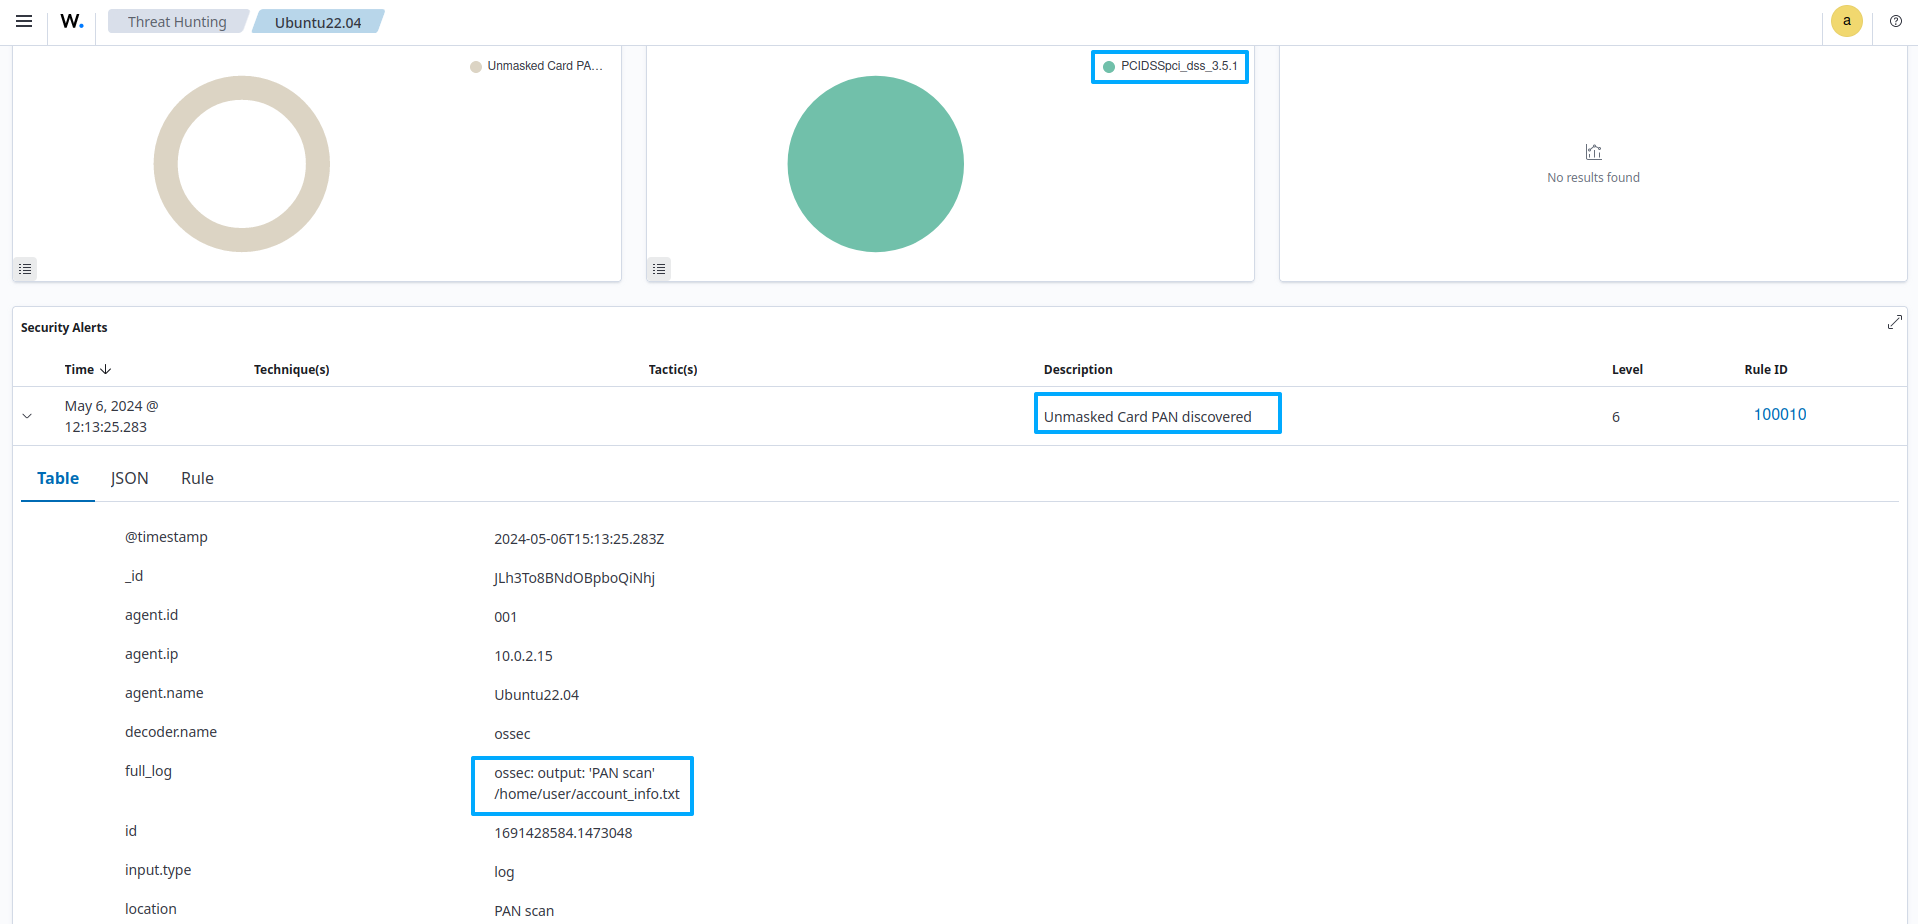 W. Threat Hunting Ubuntu22.04 a
Unmasked Card PA...
PCIDSSpci_dss_3.5.1
No results found
Security Alerts
Time Technique(s) Tactic(s) Description Level Rule ID
May 6, 2024 @
12:13:25.283
Unmasked Card PAN discovered 6 100010
Table JSON Rule
@timestamp 2024-05-06T15:13:25.283Z
_id JLh3To8BNdOBpboQiNhj
agent.id 001
agent.ip 10.0.2.15
agent.name Ubuntu22.04
decoder.name ossec
full_log ossec: output: 'PAN scan'
/home/user/account_info.txt
id 1691428584.1473048
input.type log
location PAN scan